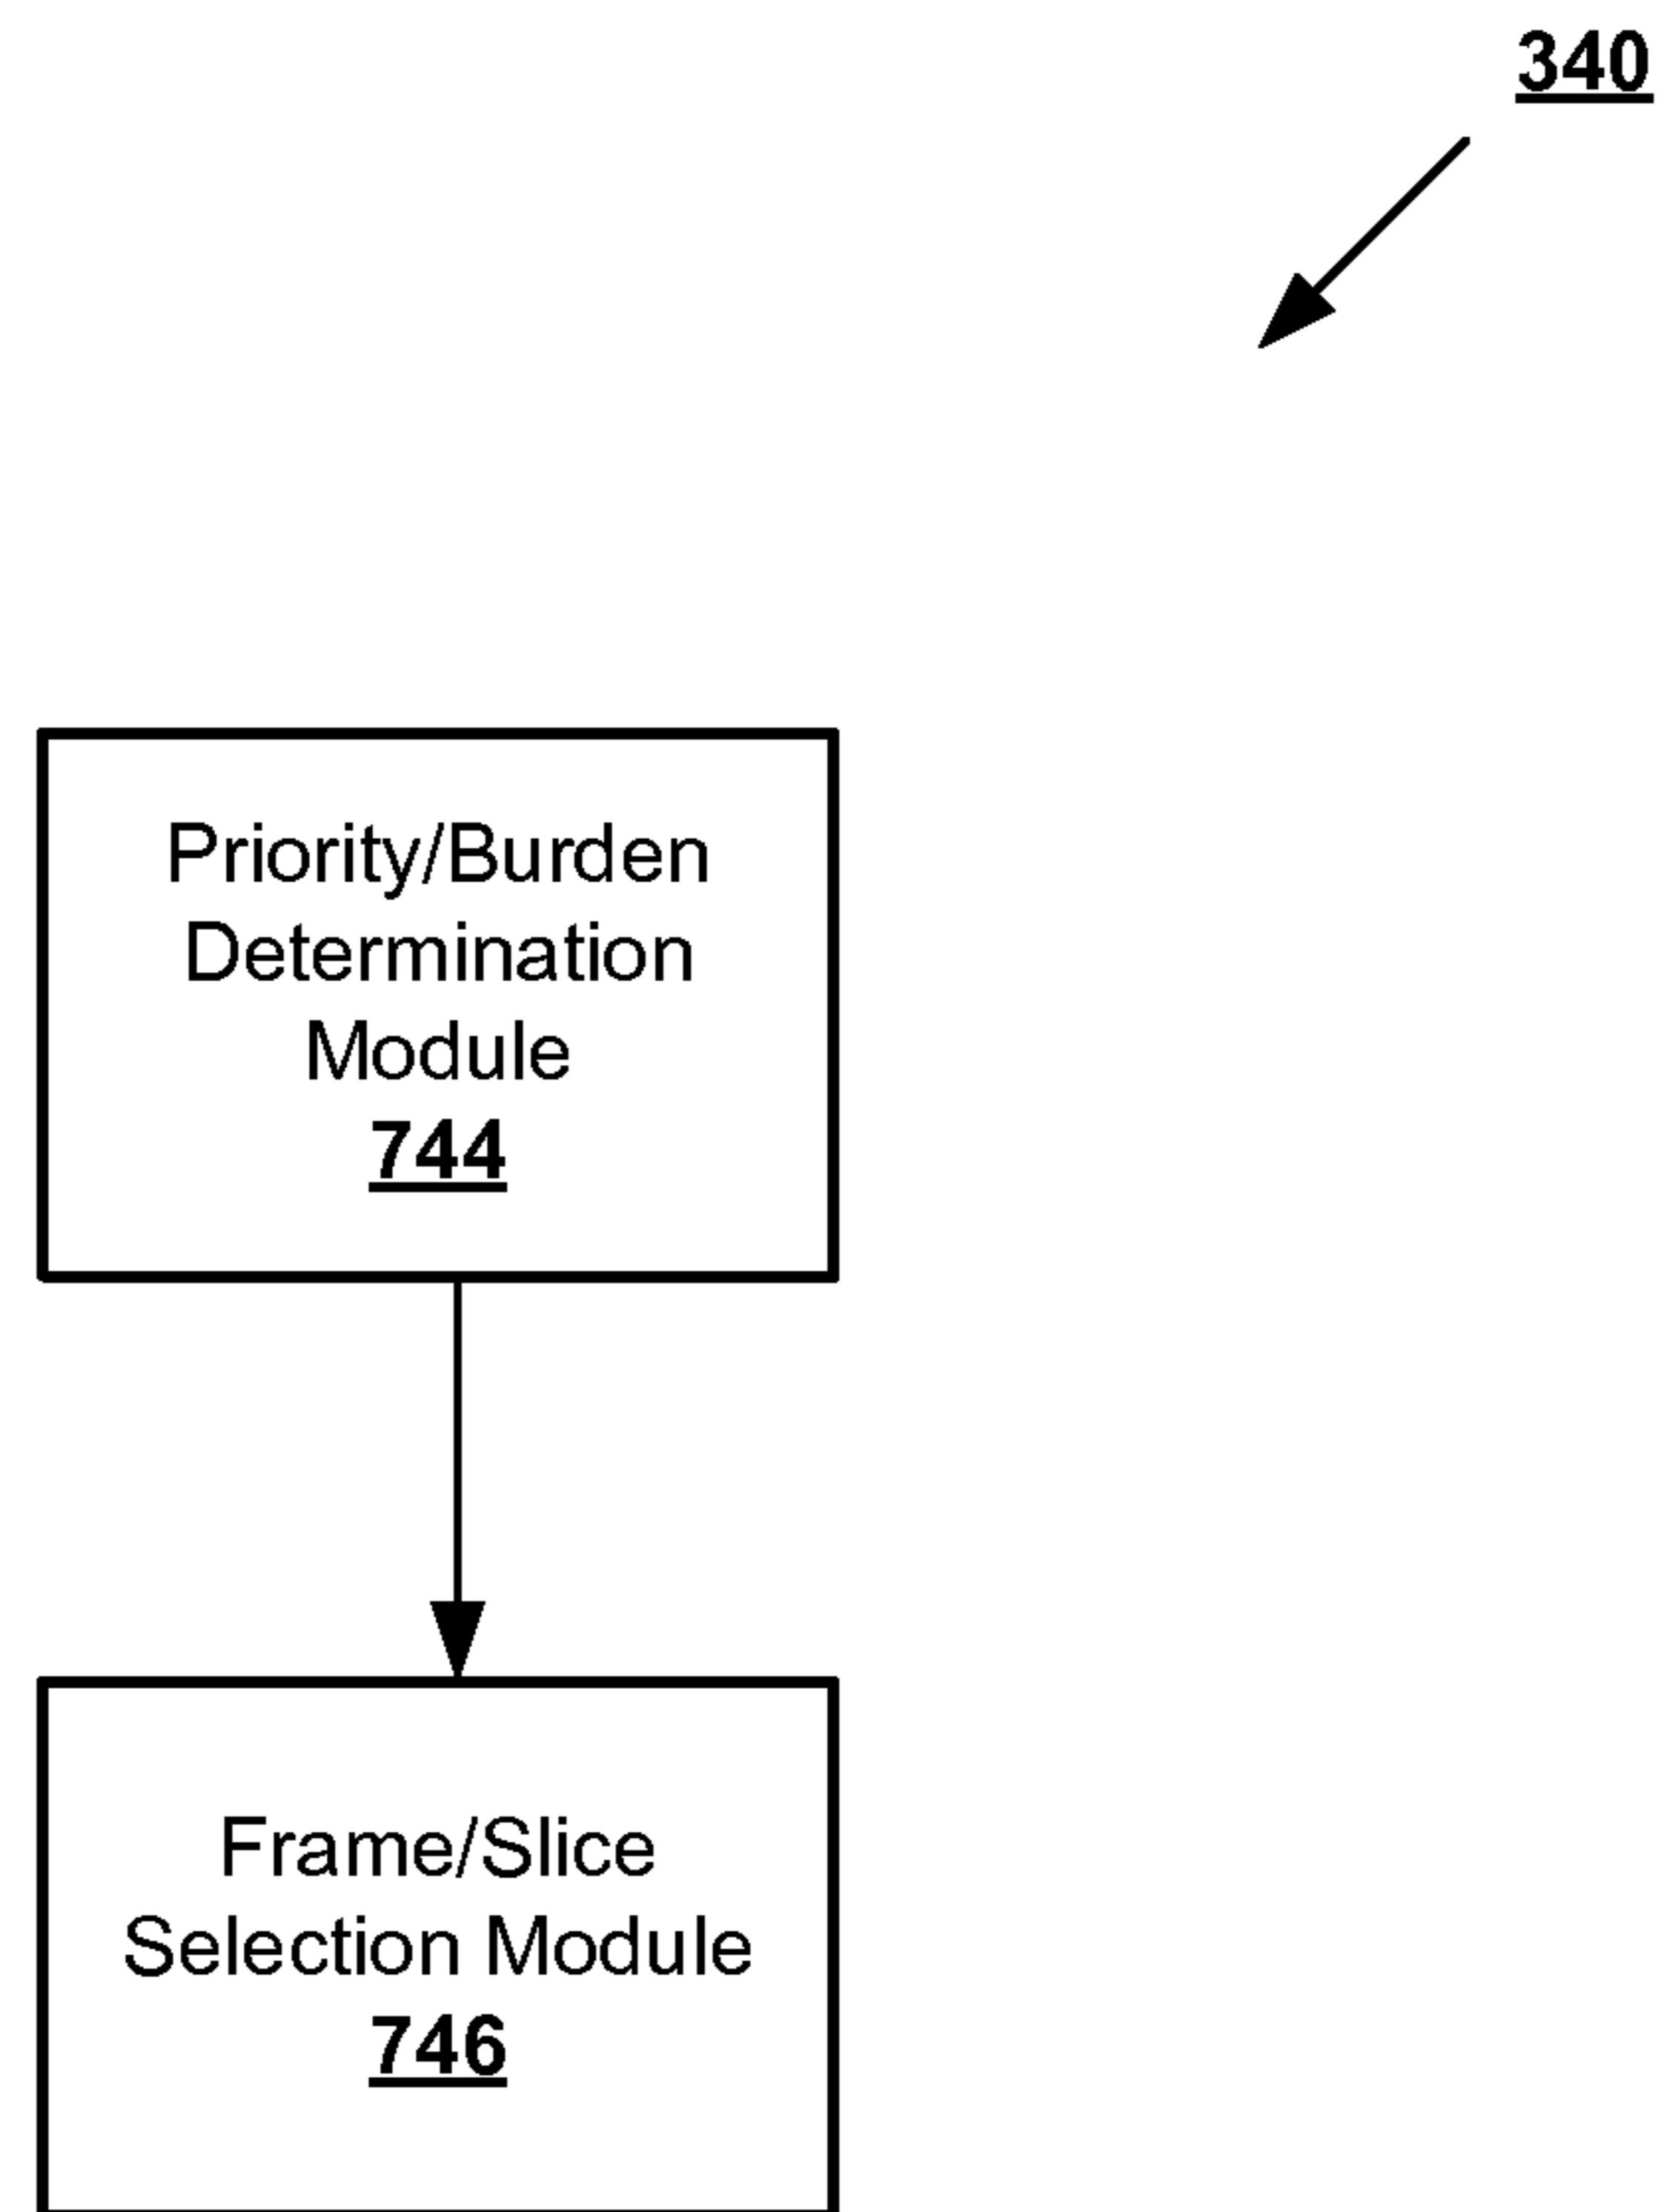 340
Priority/Burden
Determination
Module
744
Frame/Slice
Selection Module
746